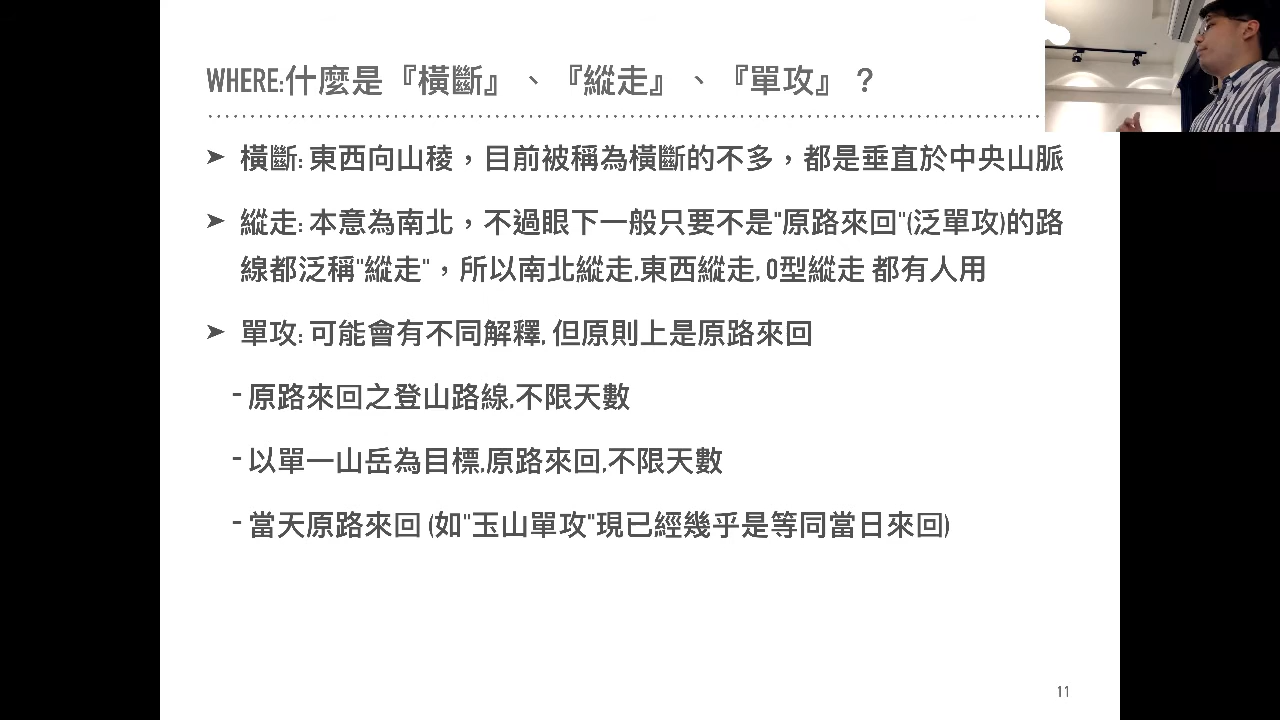 WHERE:什麼是『橫斷』、『縱走』、『單攻』？
➤ 橫斷: 東西向山稜，目前被稱為橫斷的不多，都是垂直於中央山脈
➤ 縱走: 本意為南北，不過眼下一般只要不是"原路來回"(泛單攻)的路
線都泛稱"縱走"，所以南北縱走,東西縱走, O型縱走 都有人用
➤ 單攻: 可能會有不同解釋, 但原則上是原路來回
- 原路來回之登山路線,不限天數
- 以單一山岳為目標,原路來回,不限天數
- 當天原路來回 (如"玉山單攻"現已經幾乎是等同當日來回)
11